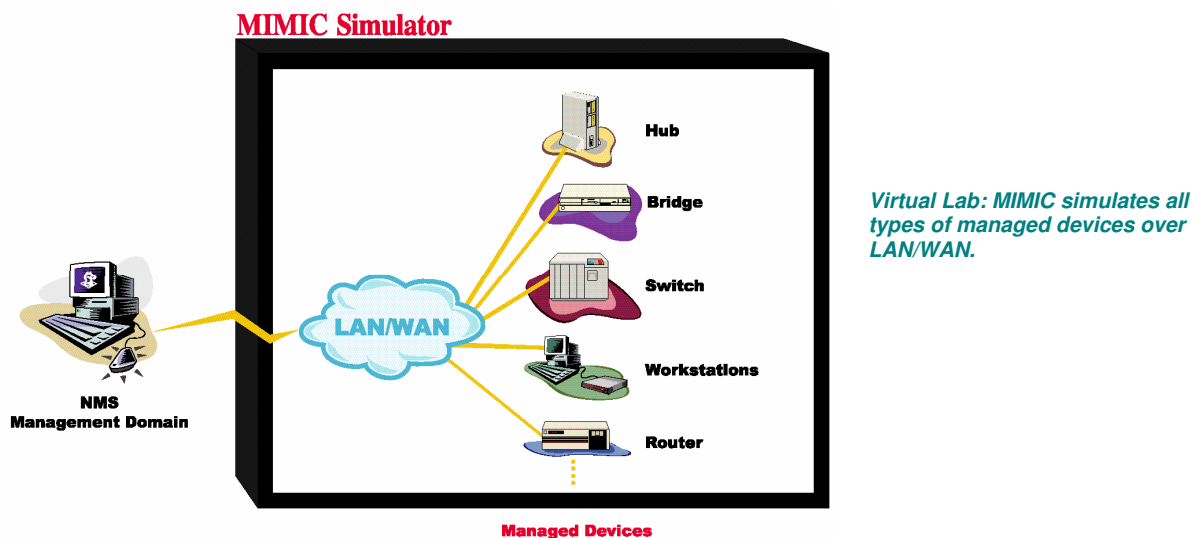 MIMIC Simulator
Hub
Bridge
Virtual Lab: MIMIC simulates all
types of managed devices over
LAN/WAN.
Switch
LAN/WAN
Workstations
NMS
Management Domain
Router
Managed Devices